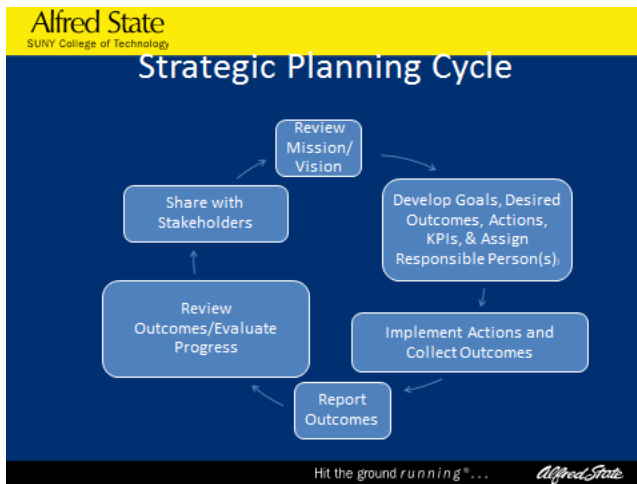 Alfred State
SUNY College of Technology
Strategic Planning Cycle
Review
Mission/
Vision
Develop Goals, Desired
Outcomes, Actions,
KPIs, & Assign
Responsible Person(s))
Implement Actions and
Collect Outcomes
Report
Outcomes
Review
Outcomes/Evaluate
Progress
Share with
Stakeholders
Hit the ground running®...
Alfred State